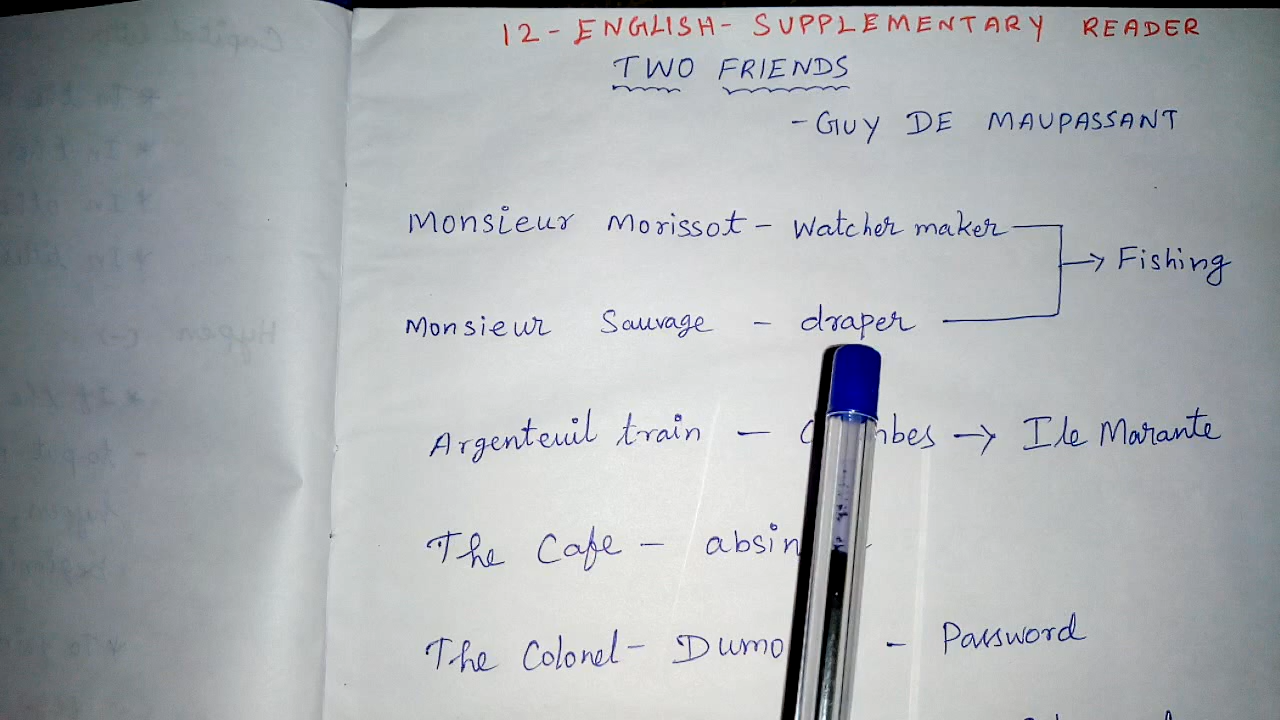 12 - ENGLISH - SUPPLEMENTARY READER
TWO FRIENDS
- GUY DE MAUPASSANT
Monsieur Morissot - Watcher maker
→ Fishing
Monsieur Sauvage - draper
Argenteuil train - → Ile Marante
The Cafe - absin
The Colonel - Dumo - Password